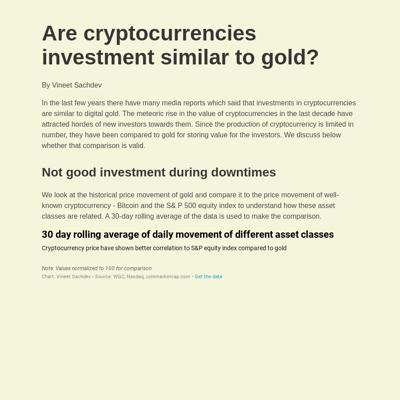 Are cryptocurrencies
investment similar to gold?
By Vineet Sachdev
In the last few years there have many media reports which said that investments in cryptocurrencies
are similar to digital gold. The meteoric rise in the value of cryptocurrencies in the last decade have
attracted hordes of new investors towards them. Since the production of cryptocurrency is limited in
number, they have been compared to gold for storing value for the investors. We discuss below
whether that comparison is valid.
Not good investment during downtimes
We look at the historical price movement of gold and compare it to the price movement of well-
known cryptocurrency - Bitcoin and the S& P 500 equity index to understand how these asset
classes are related. A 30-day rolling average of the data is used to make the comparison.
30 day rolling average of daily movement of different asset classes
Cryptocurrency price have shown better correlation to S&P equity index compared to gold
Note: Values normalized to 100 for comparison
Chart: Vineet Sachdev • Source: WGC, Nasdaq, coinmarketcap.com • Get the data